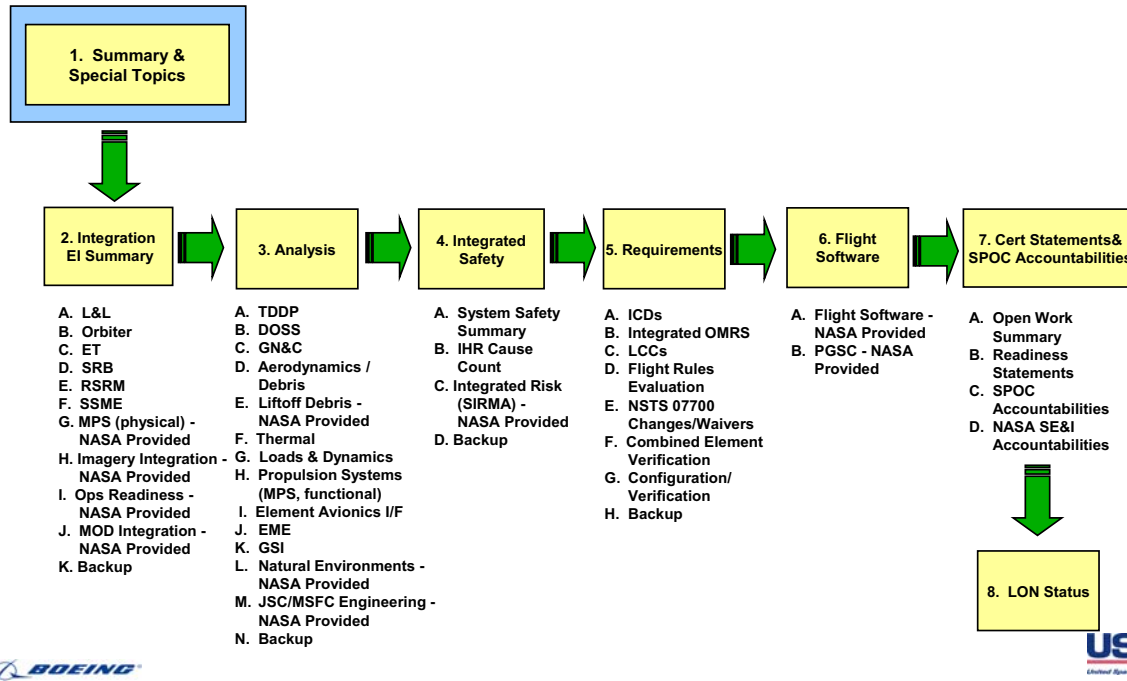 1. Summary &
Special Topics
2. Integration
EI Summary
A. L&L
B. Orbiter
C. ET
D. SRB
E. RSRM
F. SSME
G. MPS (physical) -
NASA Provided
H. Imagery Integration -
NASA Provided
I. Ops Readiness -
NASA Provided
J. MOD Integration -
NASA Provided
K. Backup
3. Analysis
A. TDDP
B. DOSS
C. GN&C
D. Aerodynamics /
Debris
E. Liftoff Debris -
NASA Provided
F. Thermal
G. Loads & Dynamics
H. Propulsion Systems
(MPS, functional)
I. Element Avionics I/F
J. EME
K. GSI
L. Natural Environments -
NASA Provided
M. JSC/MSFC Engineering -
NASA Provided
N. Backup
4. Integrated
Safety
A. System Safety
Summary
B. IHR Cause
Count
C. Integrated Risk
(SIRMA) -
NASA Provided
D. Backup
5. Requirements
A. ICDs
B. Integrated OMRS
C. LCCs
D. Flight Rules
Evaluation
E. NSTS 07700
Changes/Waivers
F. Combined Element
Verification
G. Configuration/
Verification
H. Backup
6. Flight
Software
A. Flight Software -
NASA Provided
B. PGSC - NASA
Provided
7. Cert Statements&
SPOC Accountabilities
A. Open Work
Summary
B. Readiness
Statements
C. SPOC
Accountabilities
D. NASA SE&I
Accountabilities
8. LON Status
BOEING
US
United